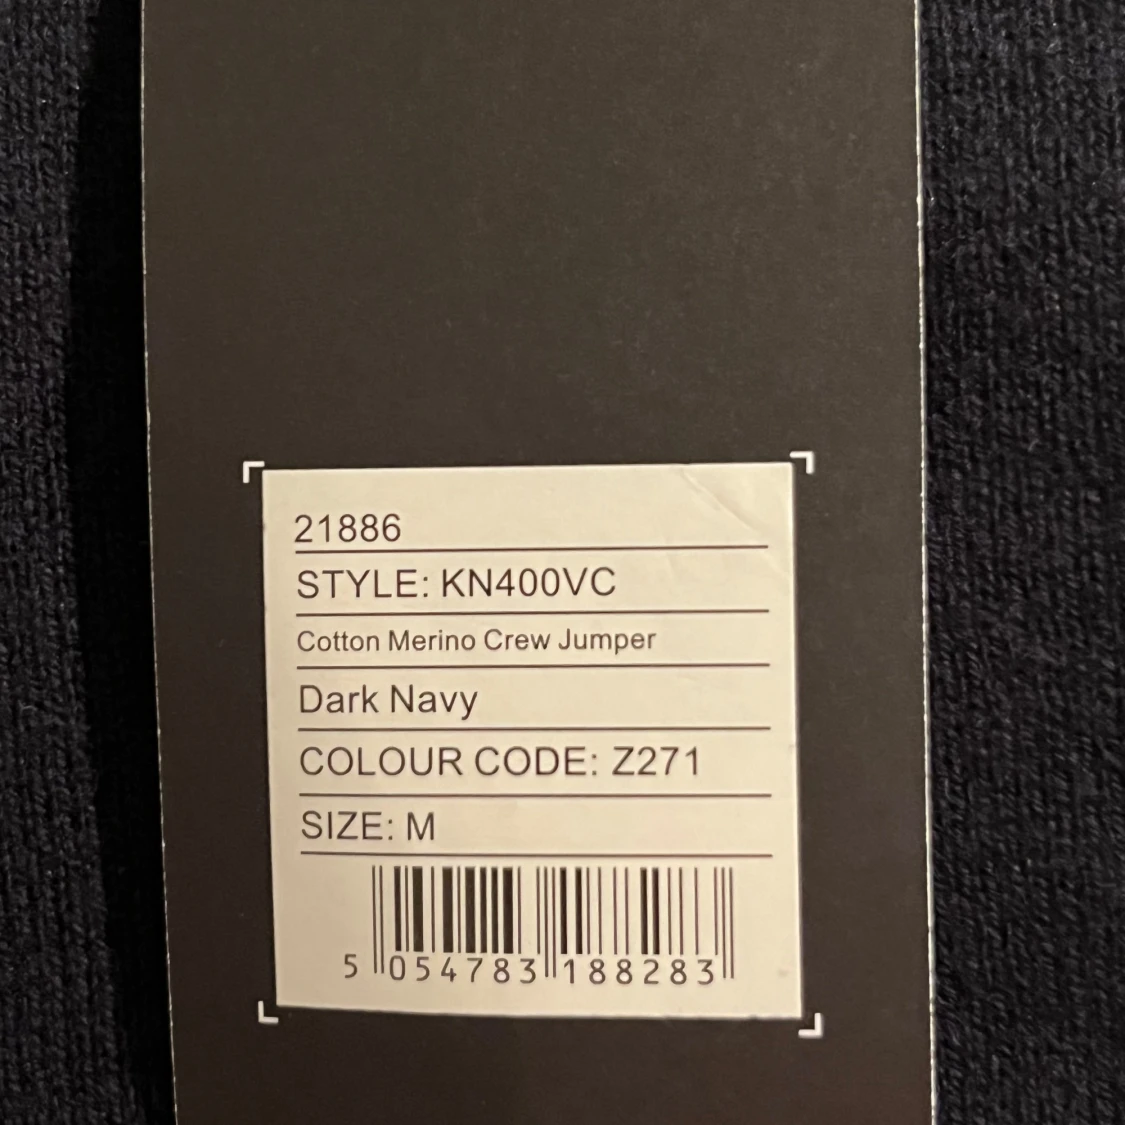 21886
STYLE: KN400VC
Cotton Merino Crew Jumper
Dark Navy
COLOUR CODE: Z271
SIZE: M
5 054783 188283